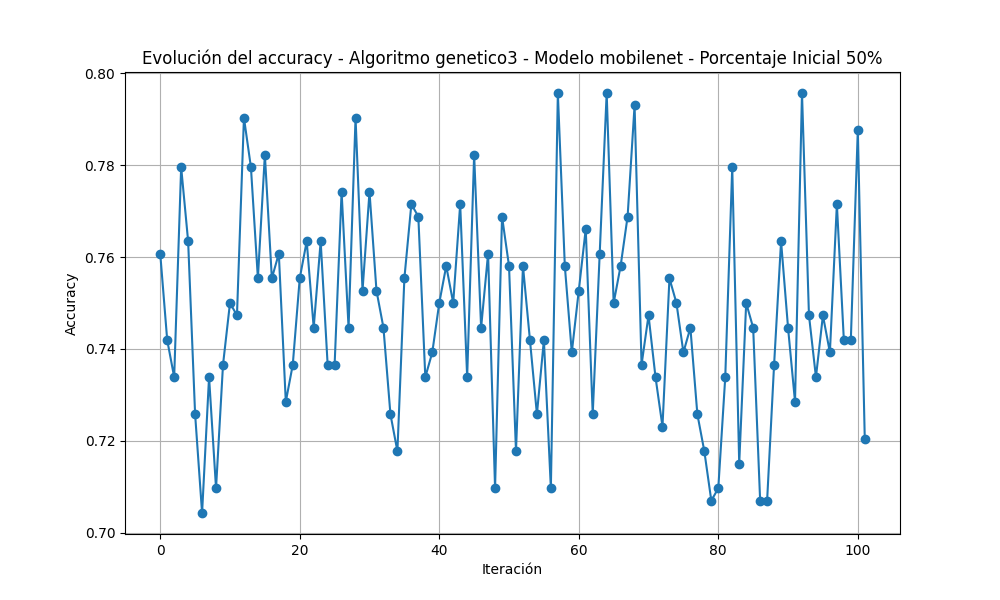 Evolución del accuracy - Algoritmo genetico3 - Modelo mobilenet - Porcentaje Inicial 50%
0.80
0.78
0.76
0.74
0.72
0.70
Accuracy
0 20 40 60 80 100
Iteración